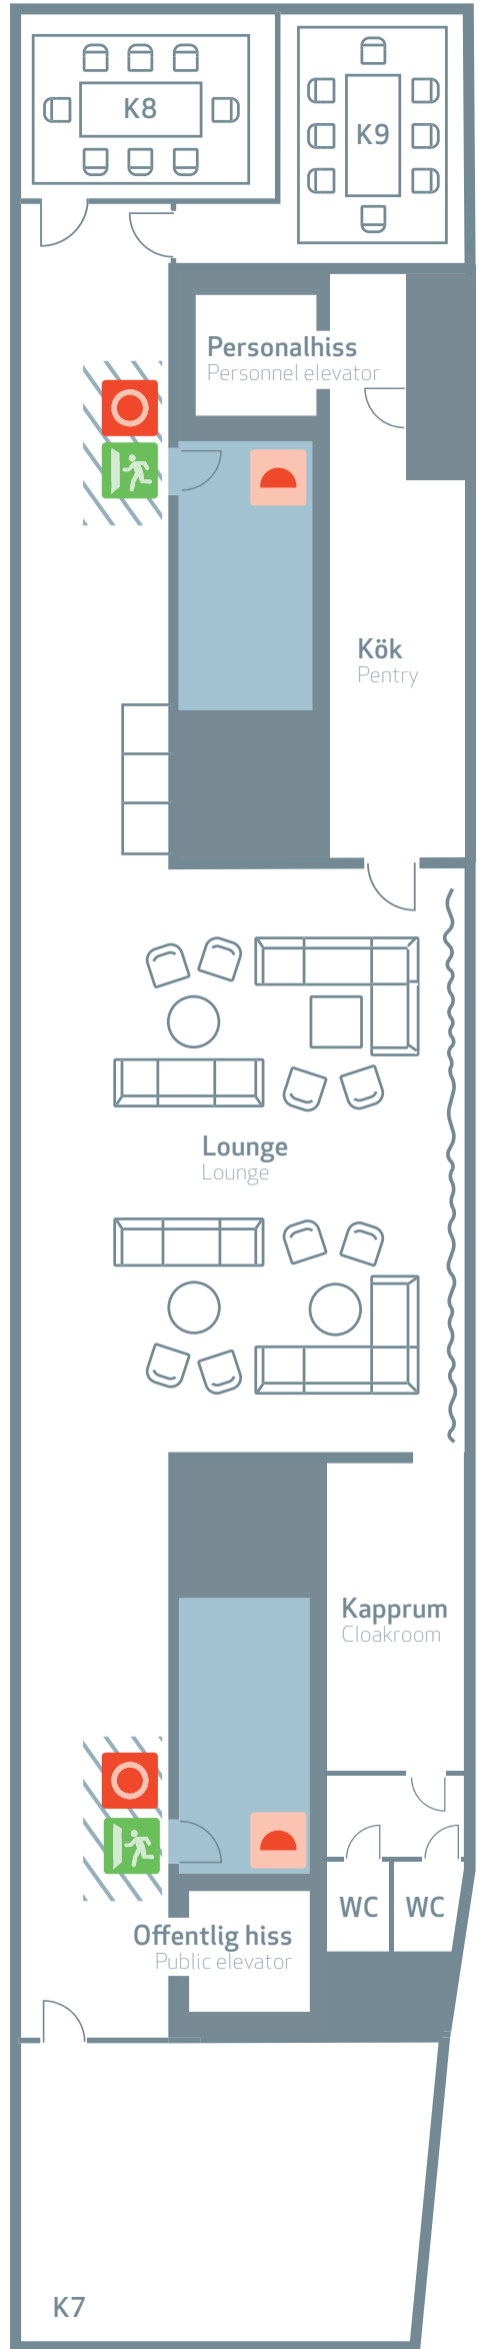 K8
K9
Personalhiss
Personnel elevator
Kök
Pentry
Lounge
Lounge
Kapprum
Cloakroom
WC
WC
Offentlig hiss
Public elevator
K7